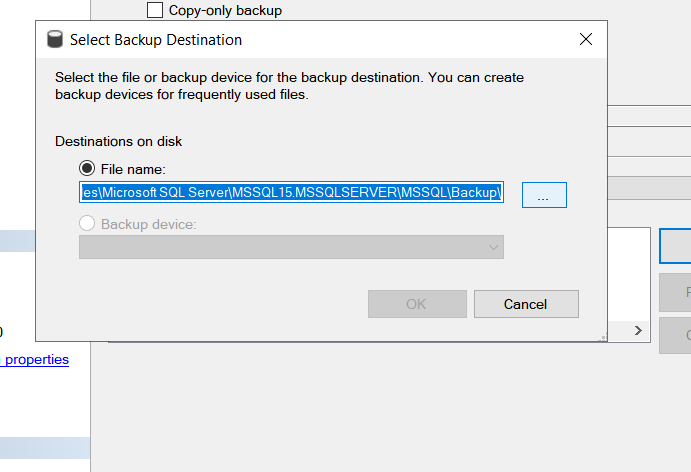 Copy-only backup
Select Backup Destination
Select the file or backup device for the backup destination. You can create
backup devices for frequently used files.
Destinations on disk
File name:
es\Microsoft SQL Server\MSSQL15.MSSQLSERVER\MSSQL\Backup\
...
Backup device:
OK
Cancel
properties